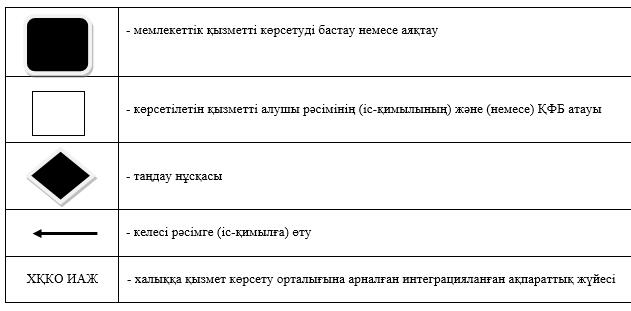 - мемлекеттік қызметті көрсетуді бастау немесе аяқтау
- көрсетілетін қызметті алушы рәсімінің (іс-қимылының) және (немесе) ҚФБ атауы
- таңдау нұсқасы
- келесі рәсімге (іс-қимылға) өту
ХҚКО ИАЖ - халыққа қызмет көрсету орталығына арналған интеграцияланған ақпараттық жүйесі